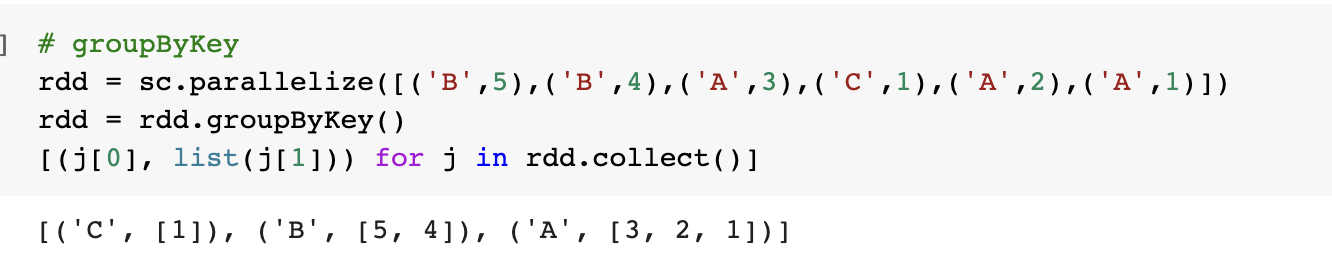 ] # groupByKey
rdd = sc.parallelize([('B',5),('B',4),('A',3),('C',1),('A',2),('A',1)])
rdd = rdd.groupByKey()
[(j[0], list(j[1])) for j in rdd.collect()]
[('C', [1]), ('B', [5, 4]), ('A', [3, 2, 1])]